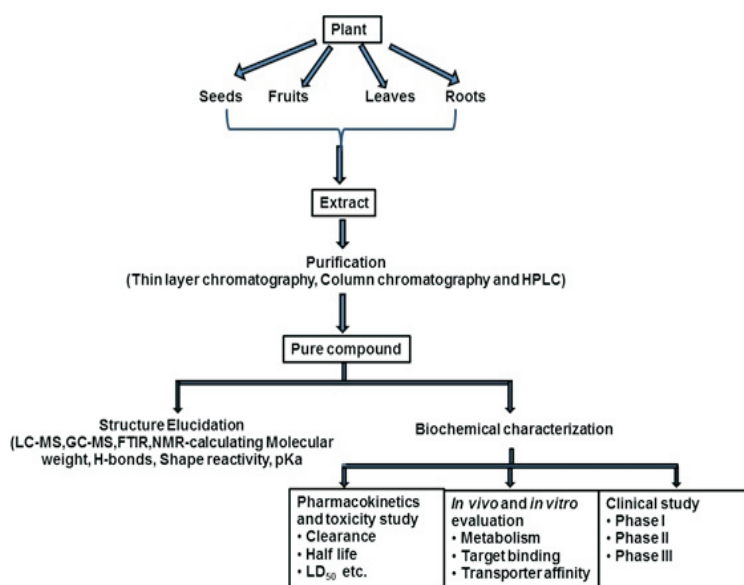 Plant
Seeds Fruits Leaves Roots
Extract
Purification
(Thin layer chromatography, Column chromatography and HPLC)
Pure compound
Structure Elucidation
(LC-MS,GC-MS,FTIR,NMR-calculating Molecular
weight, H-bonds, Shape reactivity, pKa
Biochemical characterization
Pharmacokinetics
and toxicity study
• Clearance
• Half life
• LD50 etc.
In vivo and in vitro
evaluation
• Metabolism
• Target binding
• Transporter affinity
Clinical study
• Phase I
• Phase II
• Phase III